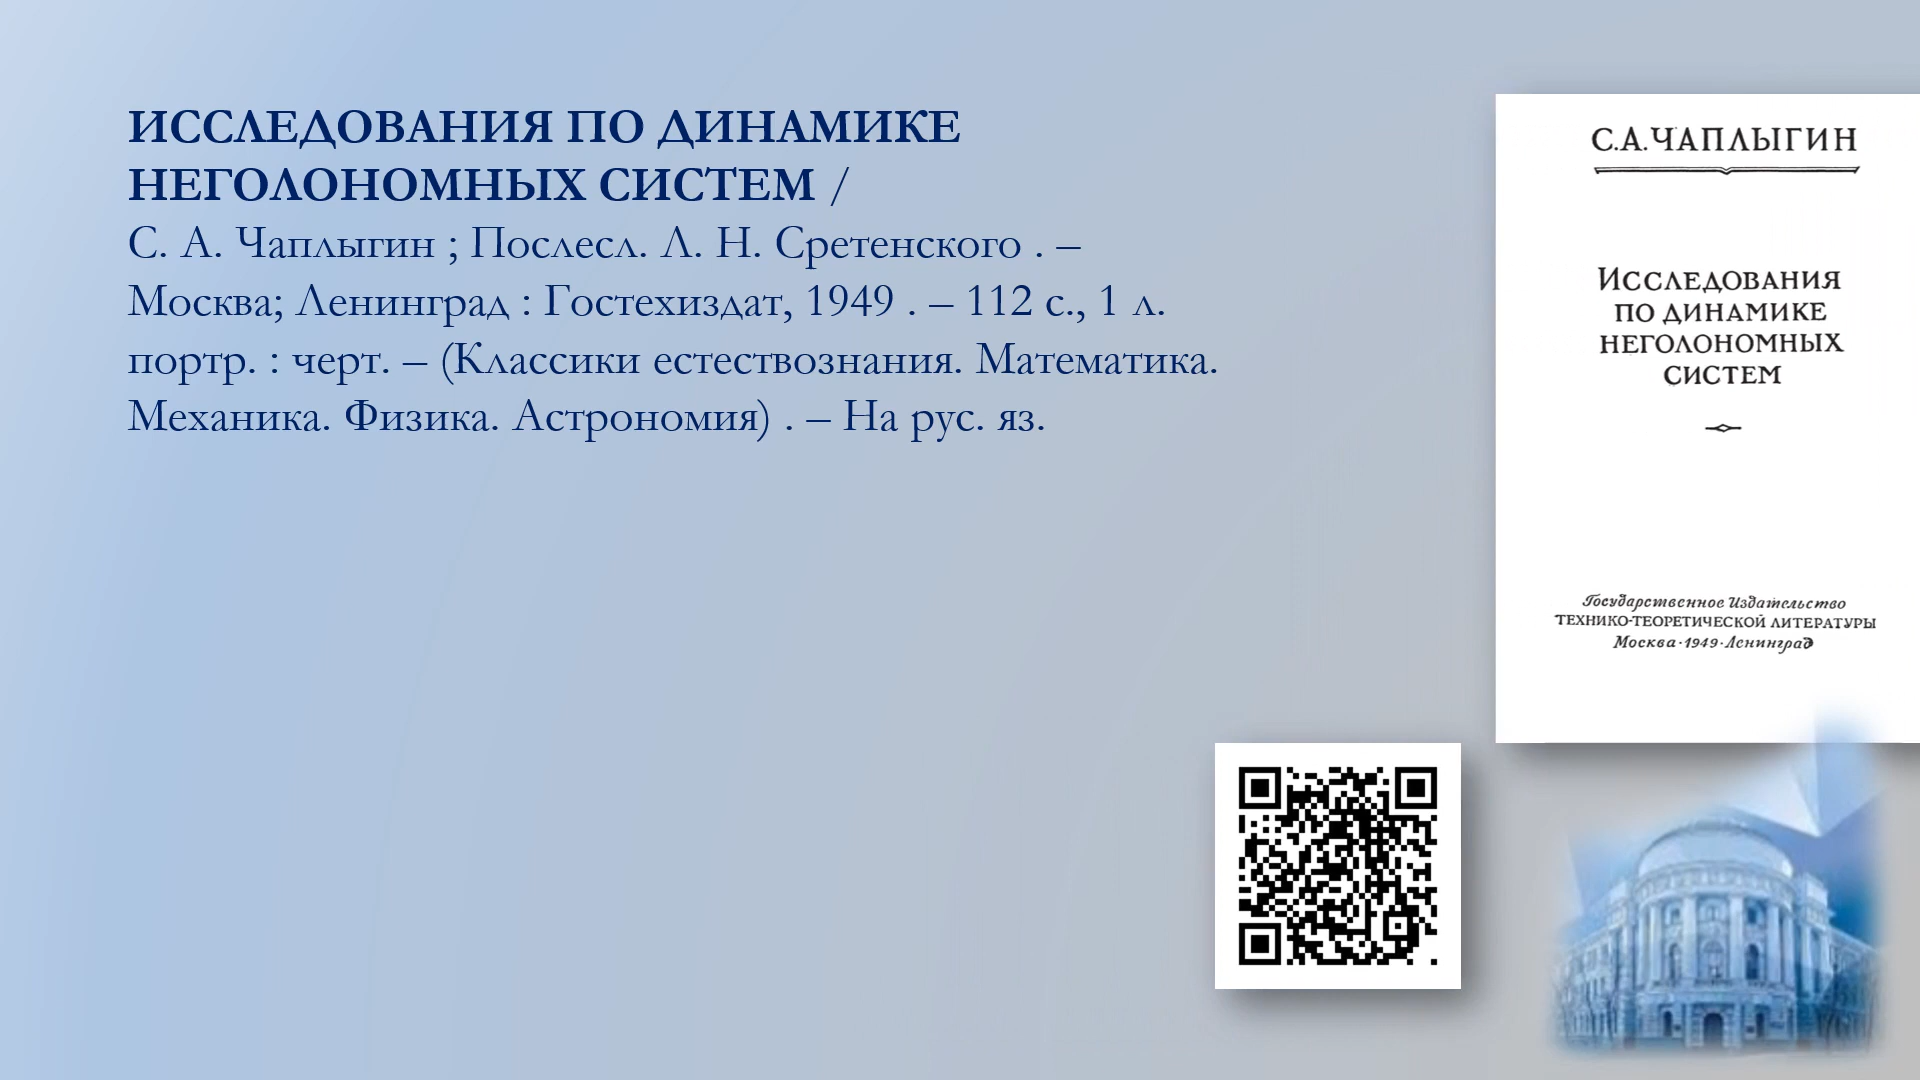 ИССЛЕДОВАНИЯ ПО ДИНАМИКЕ
НЕГОЛОНОМНЫХ СИСТЕМ /
С. А. Чаплыгин ; Послесл. Л. Н. Сретенского . –
Москва; Ленинград : Гостехиздат, 1949 . – 112 с., 1 л.
портр. : черт. – (Классики естествознания. Математика.
Механика. Физика. Астрономия) . – На рус. яз.
С.А.ЧАПЛЫГИН
ИССЛЕДОВАНИЯ
ПО ДИНАМИКЕ
НЕГОЛОНОМНЫХ
СИСТЕМ
Государственное Издательство
ТЕХНИКО-ТЕОРЕТИЧЕСКОЙ ЛИТЕРАТУРЫ
Москва·1949·Ленинград